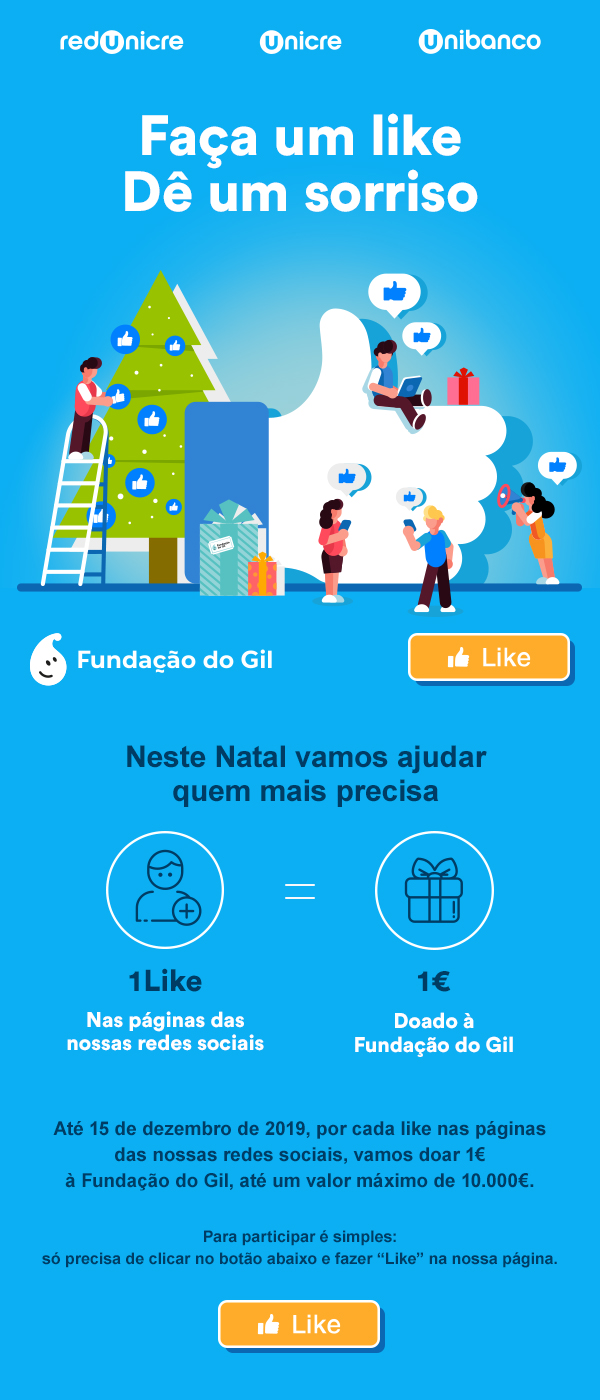 redUnicre
Unicre
Unibanco
Faça um like
Dê um sorriso
Fundação do Gil
Like
Neste Natal vamos ajudar
quem mais precisa
=
1Like
1€
Nas páginas das
nossas redes sociais
Doado à
Fundação do Gil
Até 15 de dezembro de 2019, por cada like nas páginas
das nossas redes sociais, vamos doar 1€
à Fundação do Gil, até um valor máximo de 10.000€.
Para participar é simples:
só precisa de clicar no botão abaixo e fazer “Like” na nossa página.
Like